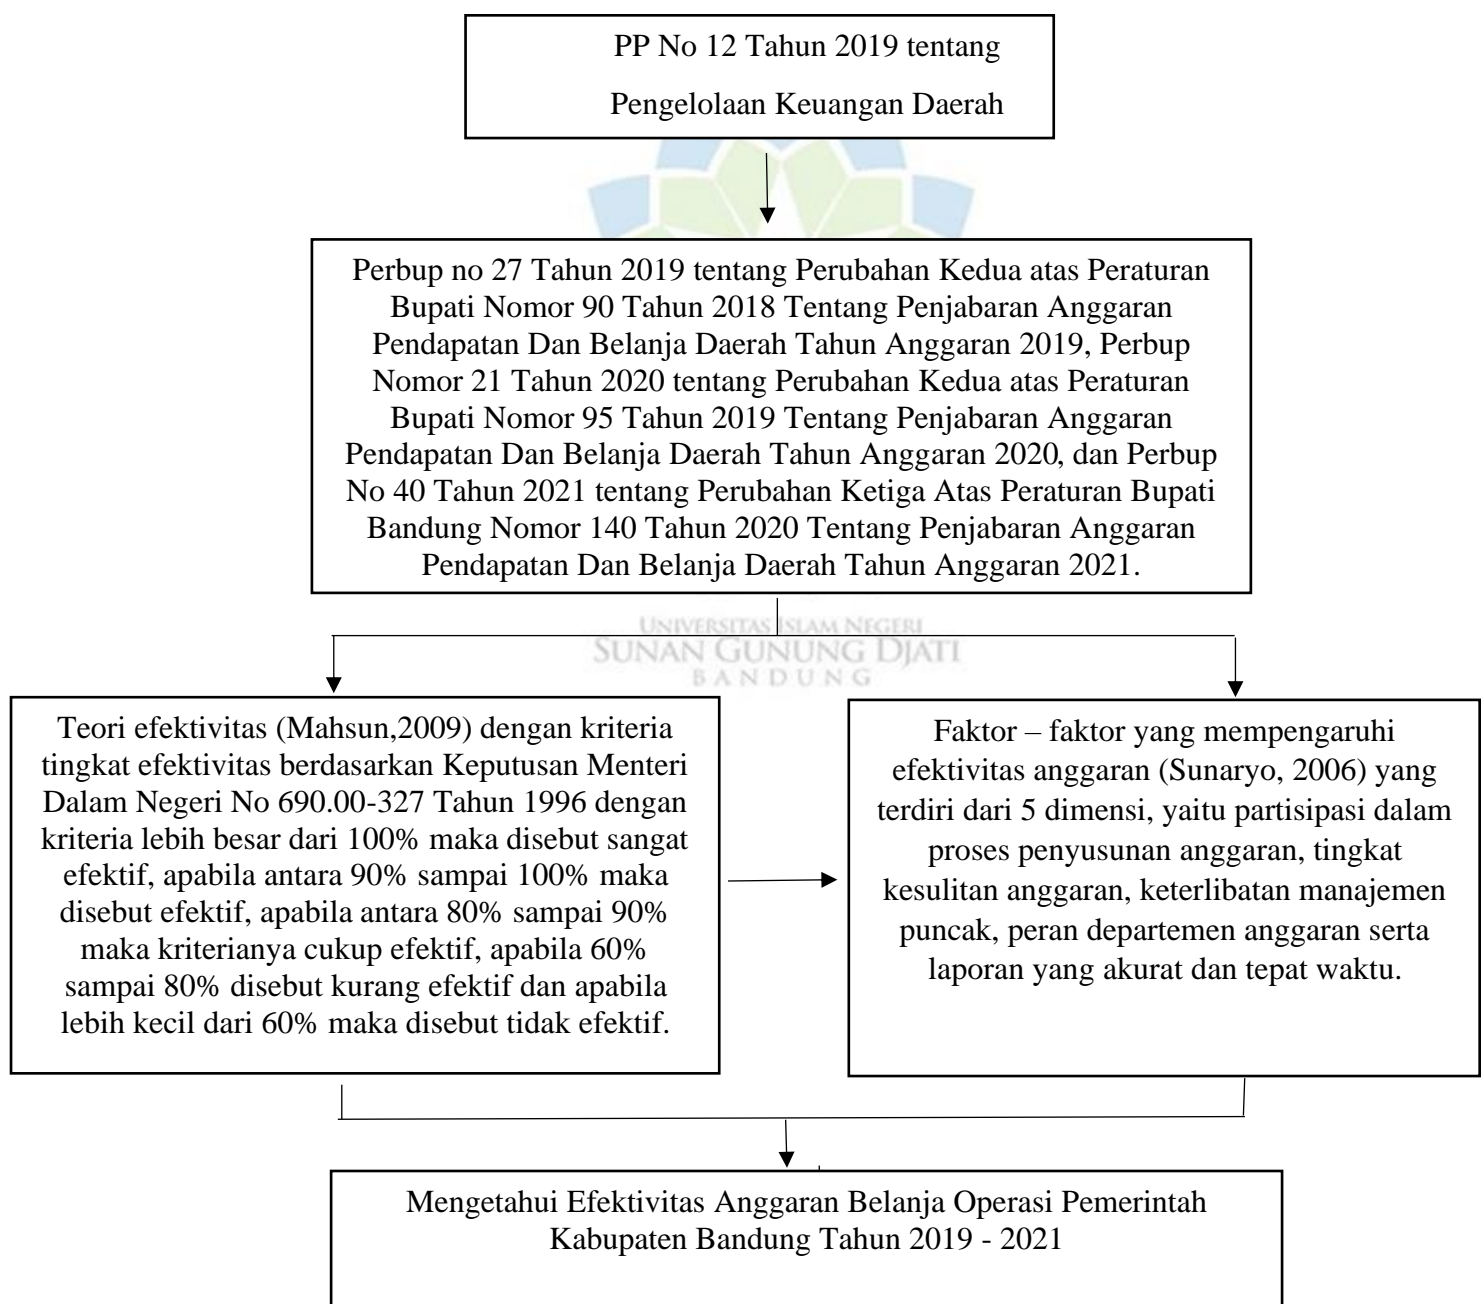 PP No 12 Tahun 2019 tentang
Pengelolaan Keuangan Daerah
Perbup no 27 Tahun 2019 tentang Perubahan Kedua atas Peraturan
Bupati Nomor 90 Tahun 2018 Tentang Penjabaran Anggaran
Pendapatan Dan Belanja Daerah Tahun Anggaran 2019, Perbup
Nomor 21 Tahun 2020 tentang Perubahan Kedua atas Peraturan
Bupati Nomor 95 Tahun 2019 Tentang Penjabaran Anggaran
Pendapatan Dan Belanja Daerah Tahun Anggaran 2020, dan Perbup
No 40 Tahun 2021 tentang Perubahan Ketiga Atas Peraturan Bupati
Bandung Nomor 140 Tahun 2020 Tentang Penjabaran Anggaran
Pendapatan Dan Belanja Daerah Tahun Anggaran 2021.
UNIVERSITAS ISLAM NEGERI
SUNAN GUNUNG DJATI
BANDUNG
Teori efektivitas (Mahsun,2009) dengan kriteria
tingkat efektivitas berdasarkan Keputusan Menteri
Dalam Negeri No 690.00-327 Tahun 1996 dengan
kriteria lebih besar dari 100% maka disebut sangat
efektif, apabila antara 90% sampai 100% maka
disebut efektif, apabila antara 80% sampai 90%
maka kriterianya cukup efektif, apabila 60%
sampai 80% disebut kurang efektif dan apabila
lebih kecil dari 60% maka disebut tidak efektif.
Faktor – faktor yang mempengaruhi
efektivitas anggaran (Sunaryo, 2006) yang
terdiri dari 5 dimensi, yaitu partisipasi dalam
proses penyusunan anggaran, tingkat
kesulitan anggaran, keterlibatan manajemen
puncak, peran departemen anggaran serta
laporan yang akurat dan tepat waktu.
Mengetahui Efektivitas Anggaran Belanja Operasi Pemerintah
Kabupaten Bandung Tahun 2019 - 2021